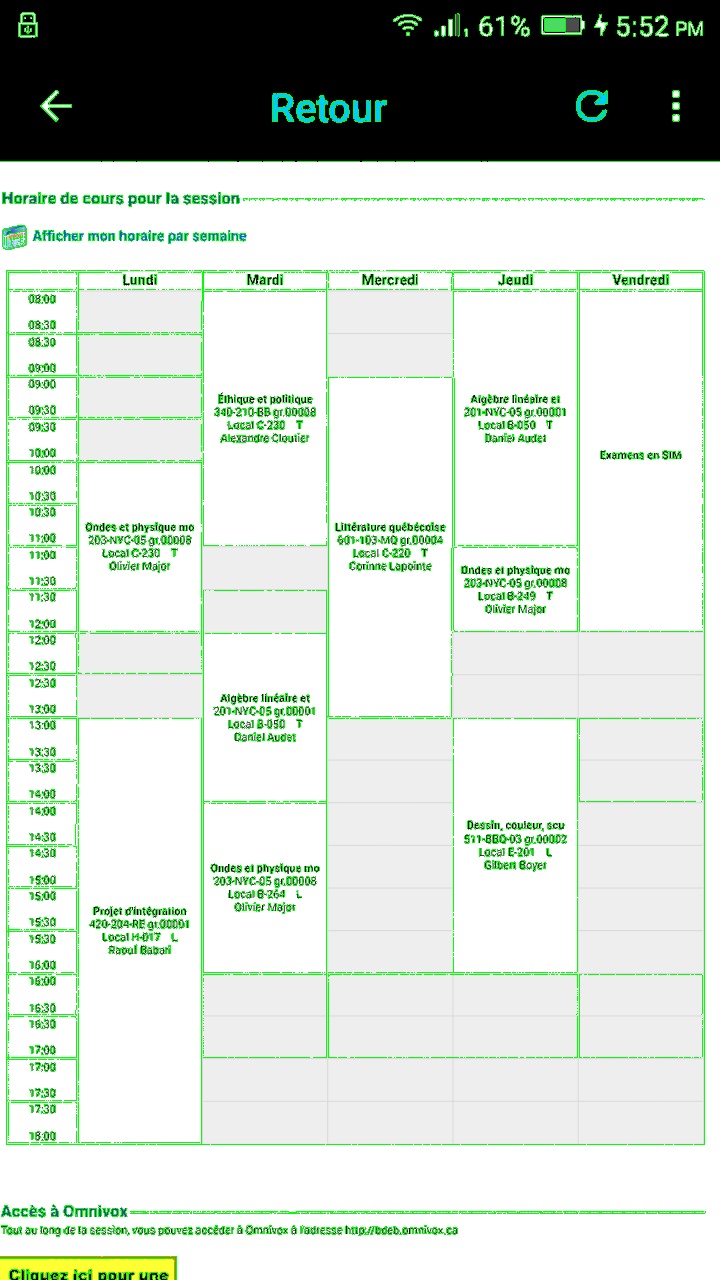 61% 5:52 PM
Retour
Horaire de cours pour la session
Afficher mon horaire par semaine
Lundi Mardi Mercredi Jeudi Vendredi
08:00
08:30
08:30
09:00
09:00
09:30
09:30
10:00
10:00
10:30
10:30
11:00
11:00
11:30
11:30
12:00
12:00
12:30
12:30
13:00
13:00
13:30
13:30
14:00
14:00
14:30
14:30
15:00
15:00
15:30
15:30
16:00
16:00
16:30
16:30
17:00
17:00
17:30
17:30
18:00
Ondes et physique mo
203-NYC-05 gr.00008
Local C-230 T
Olivier Major
Projet d'intégration
420-204-RE gr.00001
Local H-017 L
Raouf Babari
Éthique et politique
340-210-BB gr.00008
Local C-230 T
Alexandre Cloutier
Algèbre linéaire et
201-NYC-05 gr.00001
Local B-050 T
Daniel Audet
Ondes et physique mo
203-NYC-05 gr.00008
Local B-264 L
Olivier Major
Littérature québécoise
601-103-MQ gr.00004
Local C-220 T
Corinne Lapointe
Algèbre linéaire et
201-NYC-05 gr.00001
Local B-050 T
Daniel Audet
Ondes et physique mo
203-NYC-05 gr.00008
Local B-249 T
Olivier Major
Dessin, couleur, scu
511-BBQ-03 gr.00002
Local E-201 L
Gilbert Boyer
Examens en SIM
Accès à Omnivox
Tout au long de la session, vous pouvez accéder à Omnivox à l'adresse http://bdeb.omnivox.ca
Cliquez ici pour une